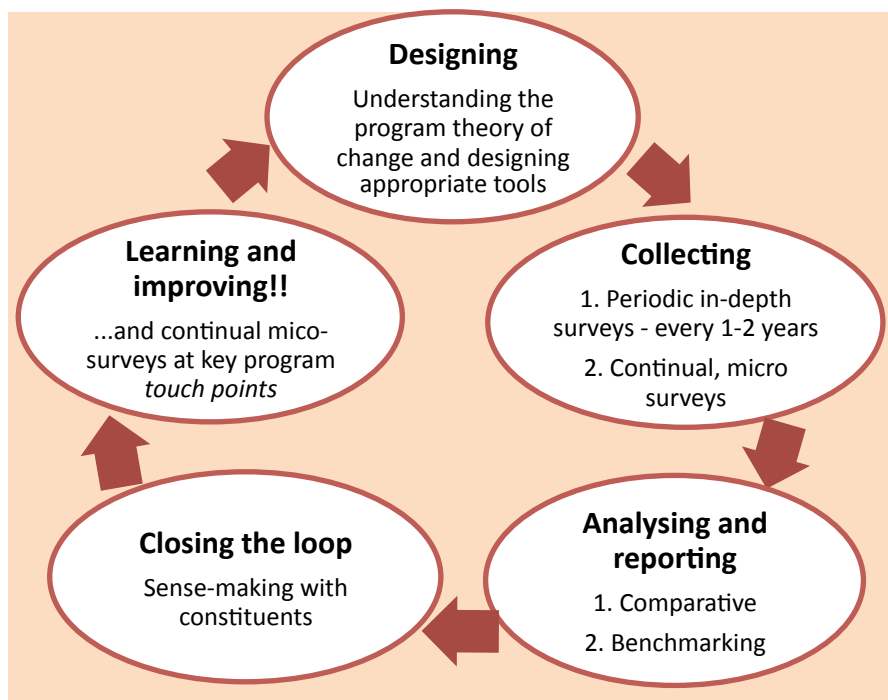 Designing
Understanding the
program theory of
change and designing
appropriate tools
Collecting
1. Periodic in-depth
surveys - every 1-2 years
2. Continual, micro
surveys
Analysing and
reporting
1. Comparative
2. Benchmarking
Closing the loop
Sense-making with
constituents
Learning and
improving!!
...and continual mico-
surveys at key program
touch points